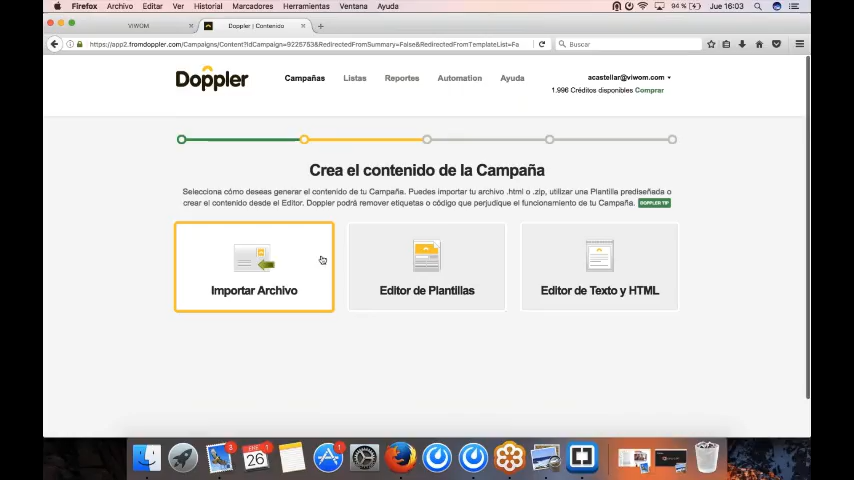 Firefox Archivo Editar Ver Historial Marcadores Herramientas Ventana Ayuda 94 % Jue 16:03
VIWOM
Doppler | Contenido
https://app2.fromdoppler.com/Campaigns/Content?idCampaign=9225753&RedirectedFromSummary=False&RedirectedFromTemplateList=Fa
Buscar
Doppler
Campañas Listas Reportes Automation Ayuda
acastellar@viwom.com
1.996 Créditos disponibles Comprar
Crea el contenido de la Campaña
Selecciona cómo deseas generar el contenido de tu Campaña. Puedes importar tu archivo .html o .zip, utilizar una Plantilla prediseñada o
crear el contenido desde el Editor. Doppler podrá remover etiquetas o código que perjudique el funcionamiento de tu Campaña. DOPPLER TIP
Importar Archivo
Editor de Plantillas
Editor de Texto y HTML
3
ENE 1
26
1